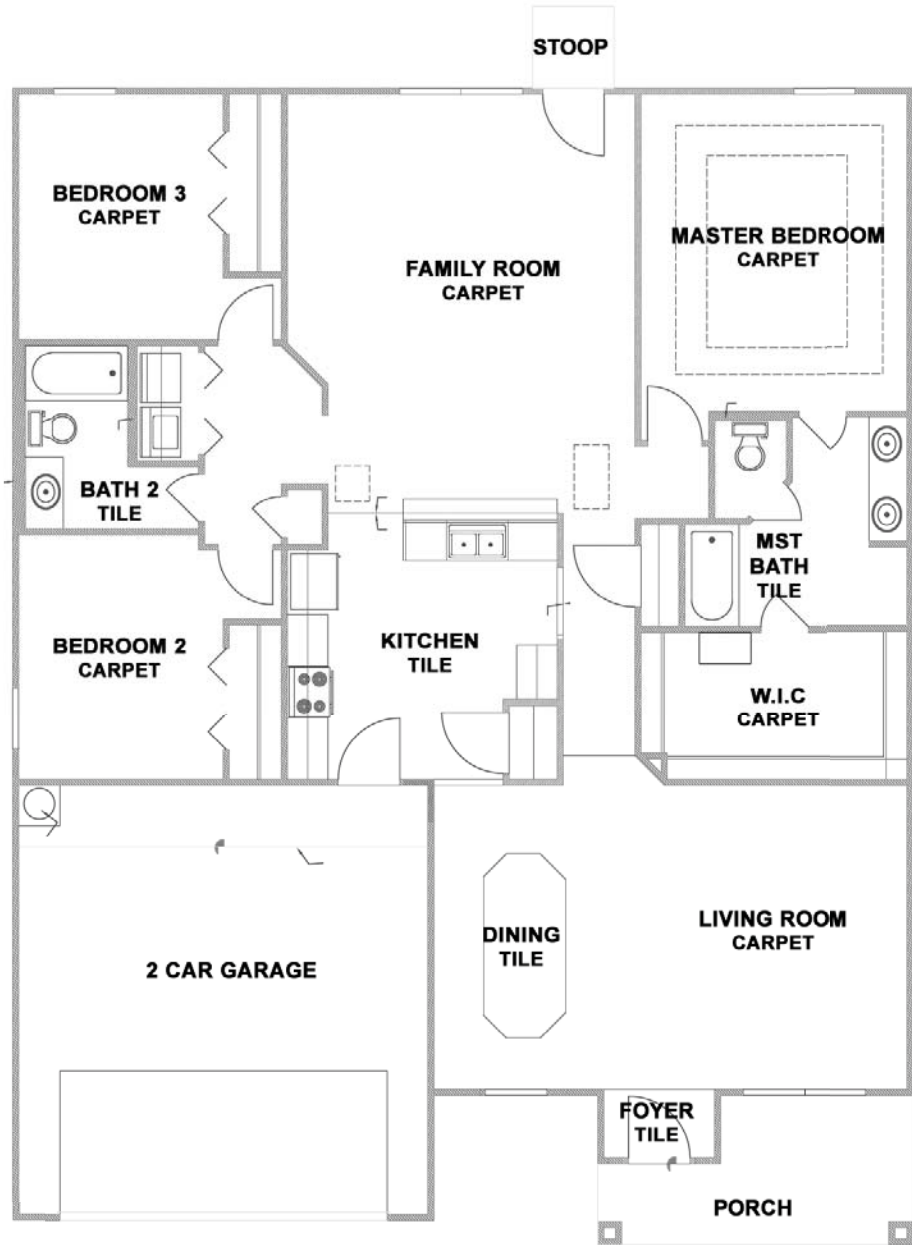 STOOP
BEDROOM 3
CARPET
FAMILY ROOM
CARPET
MASTER BEDROOM
CARPET
BATH 2
TILE
MST
BATH
TILE
BEDROOM 2
CARPET
KITCHEN
TILE
W.I.C
CARPET
2 CAR GARAGE
DINING
TILE
LIVING ROOM
CARPET
FOYER
TILE
PORCH